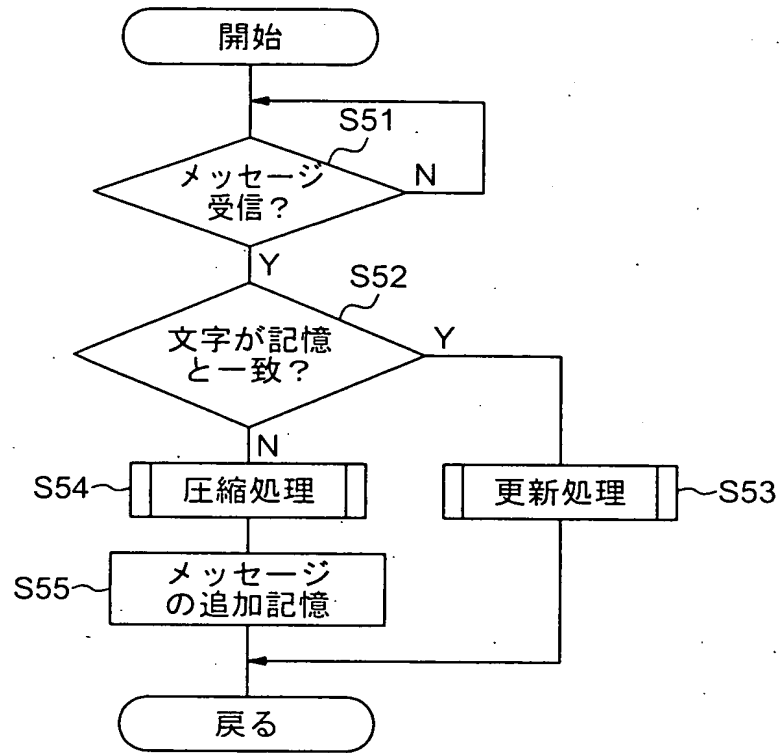 開始
S51
メッセージ
受信?
N
Y
S52
文字が記憶
と一致?
Y
N
S54
圧縮処理
更新処理
S53
S55
メッセージ
の追加記憶
戻る